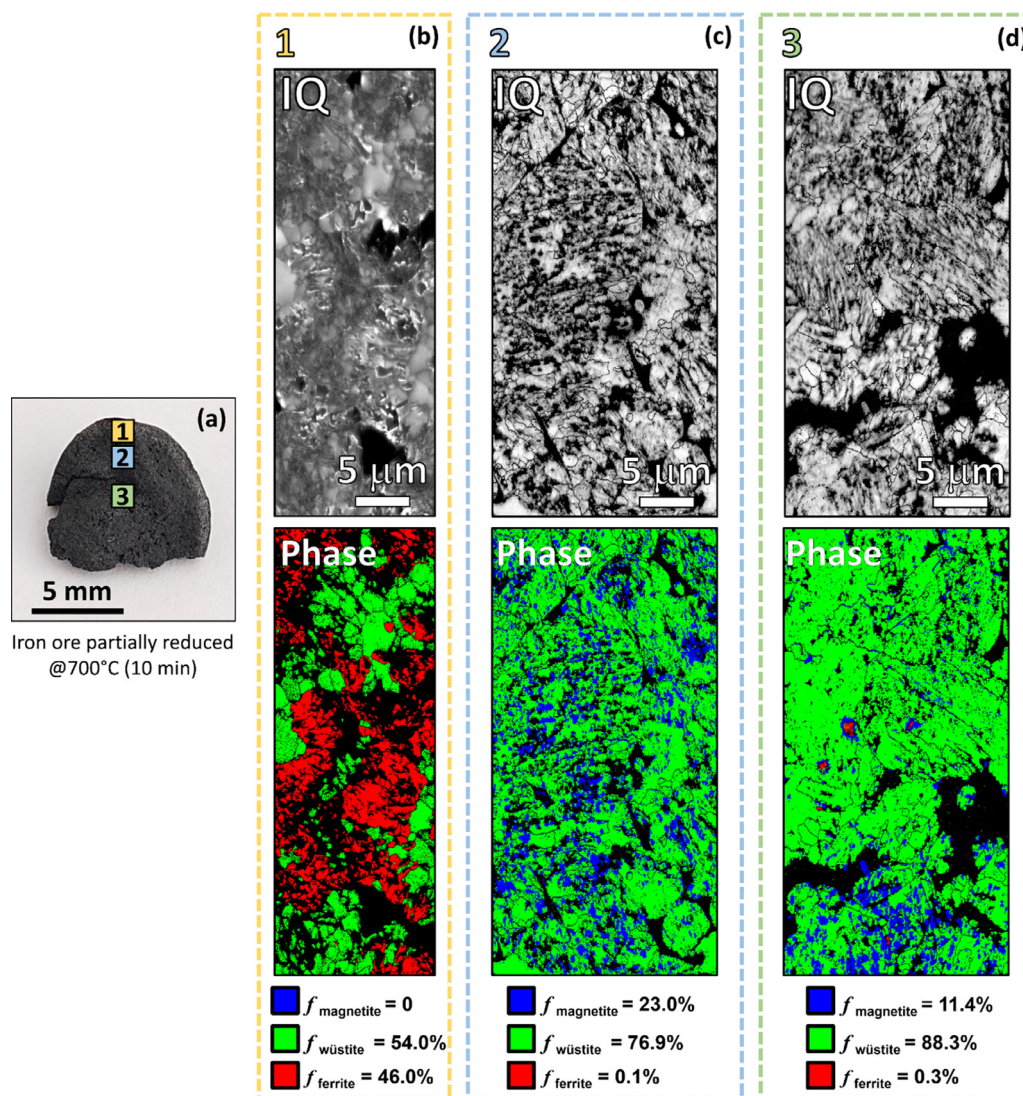 (a)
1
2
3
5 mm
Iron ore partially reduced
@700°C (10 min)
1
(b)
IQ
5 μm
Phase
f magnetite = 0
f wüstite = 54.0%
f ferrite = 46.0%
2
(c)
IQ
5 μm
Phase
f magnetite = 23.0%
f wüstite = 76.9%
f ferrite = 0.1%
3
(d)
IQ
5 μm
Phase
f magnetite = 11.4%
f wüstite = 88.3%
f ferrite = 0.3%